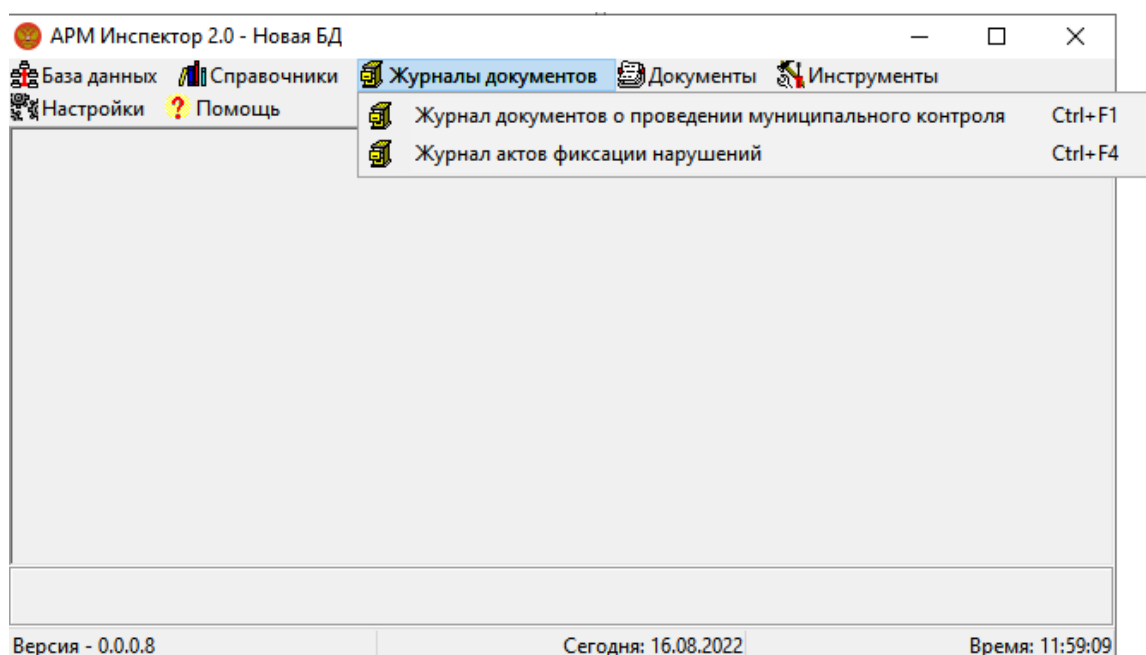 АРМ Инспектор 2.0 - Новая БД
База данных Справочники Журналы документов Документы Инструменты
Настройки ? Помощь
Журнал документов о проведении муниципального контроля Ctrl+F1
Журнал актов фиксации нарушений Ctrl+F4
Версия - 0.0.0.8 Сегодня: 16.08.2022 Время: 11:59:09